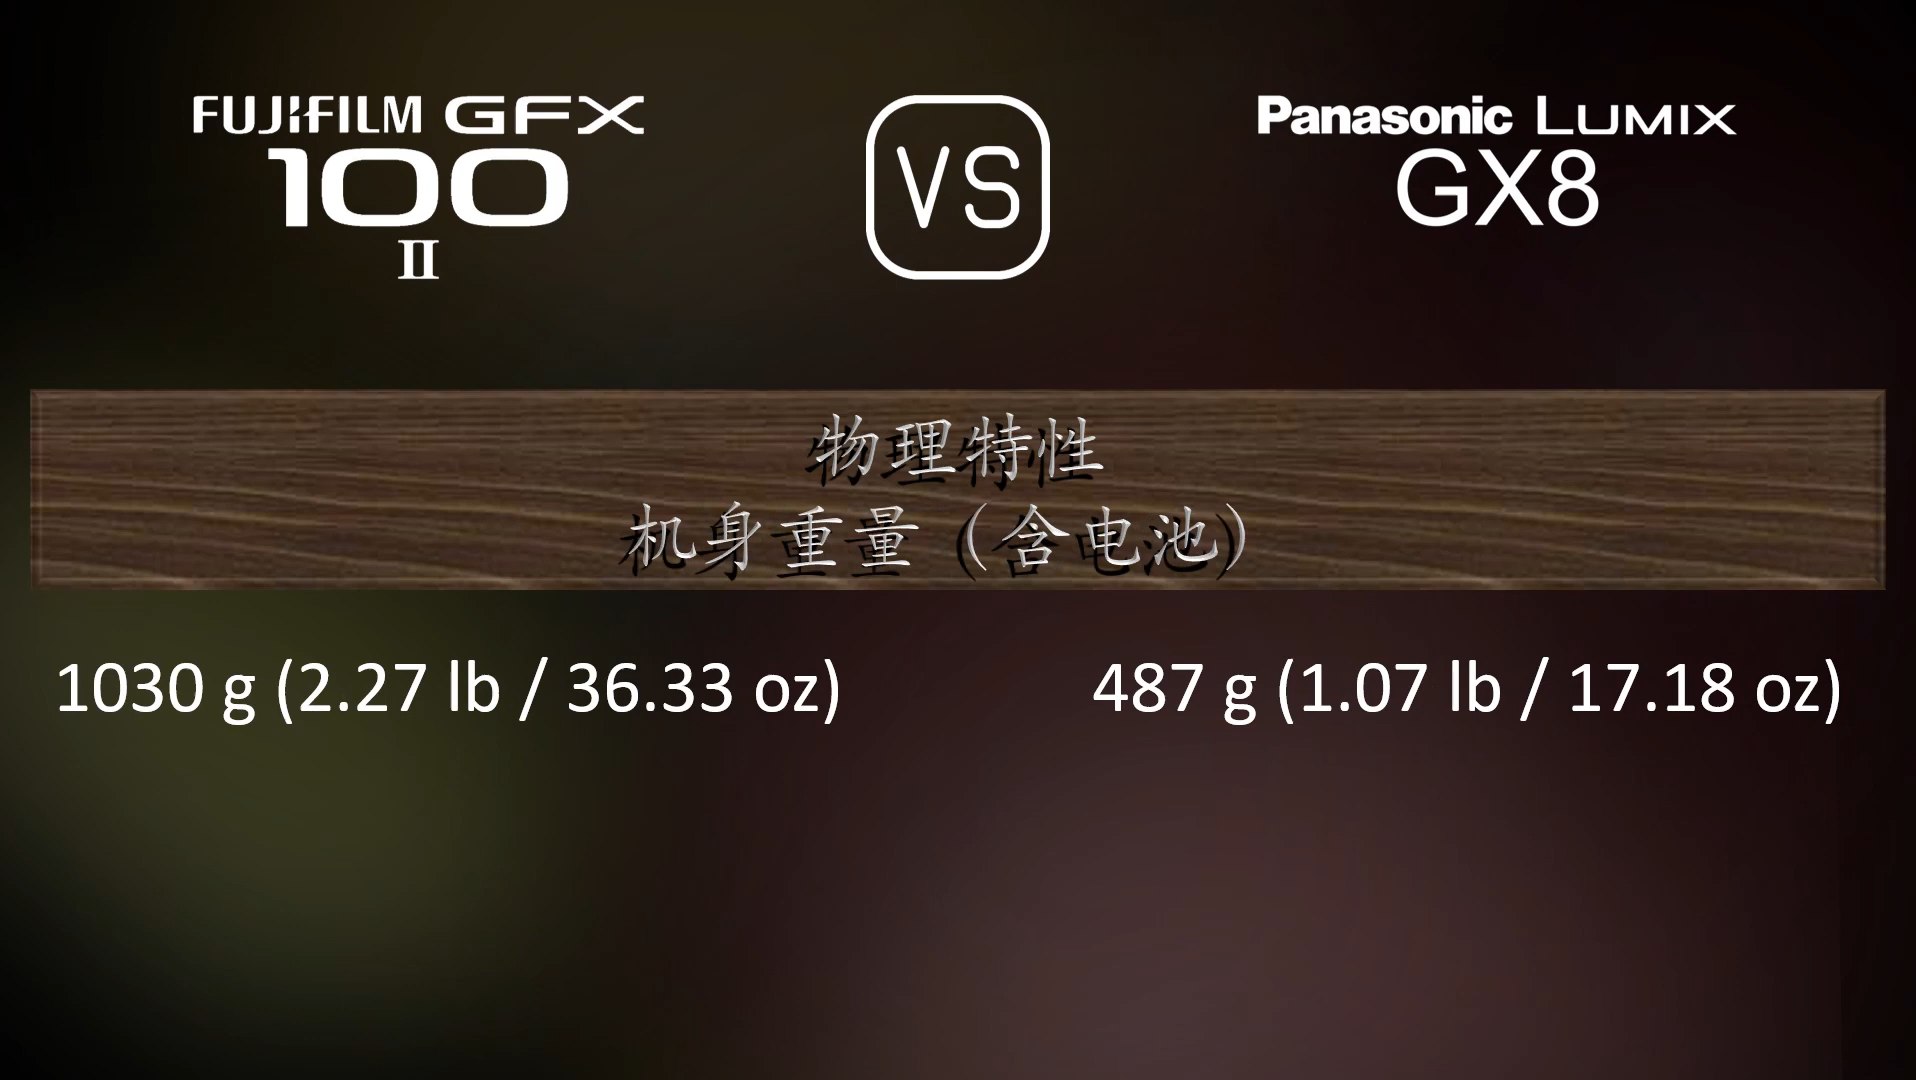 FUJIFILM GFX
100
II
VS
Panasonic LUMIX
GX8
物理特性
机身重量（含电池）
1030 g (2.27 lb / 36.33 oz)
487 g (1.07 lb / 17.18 oz)